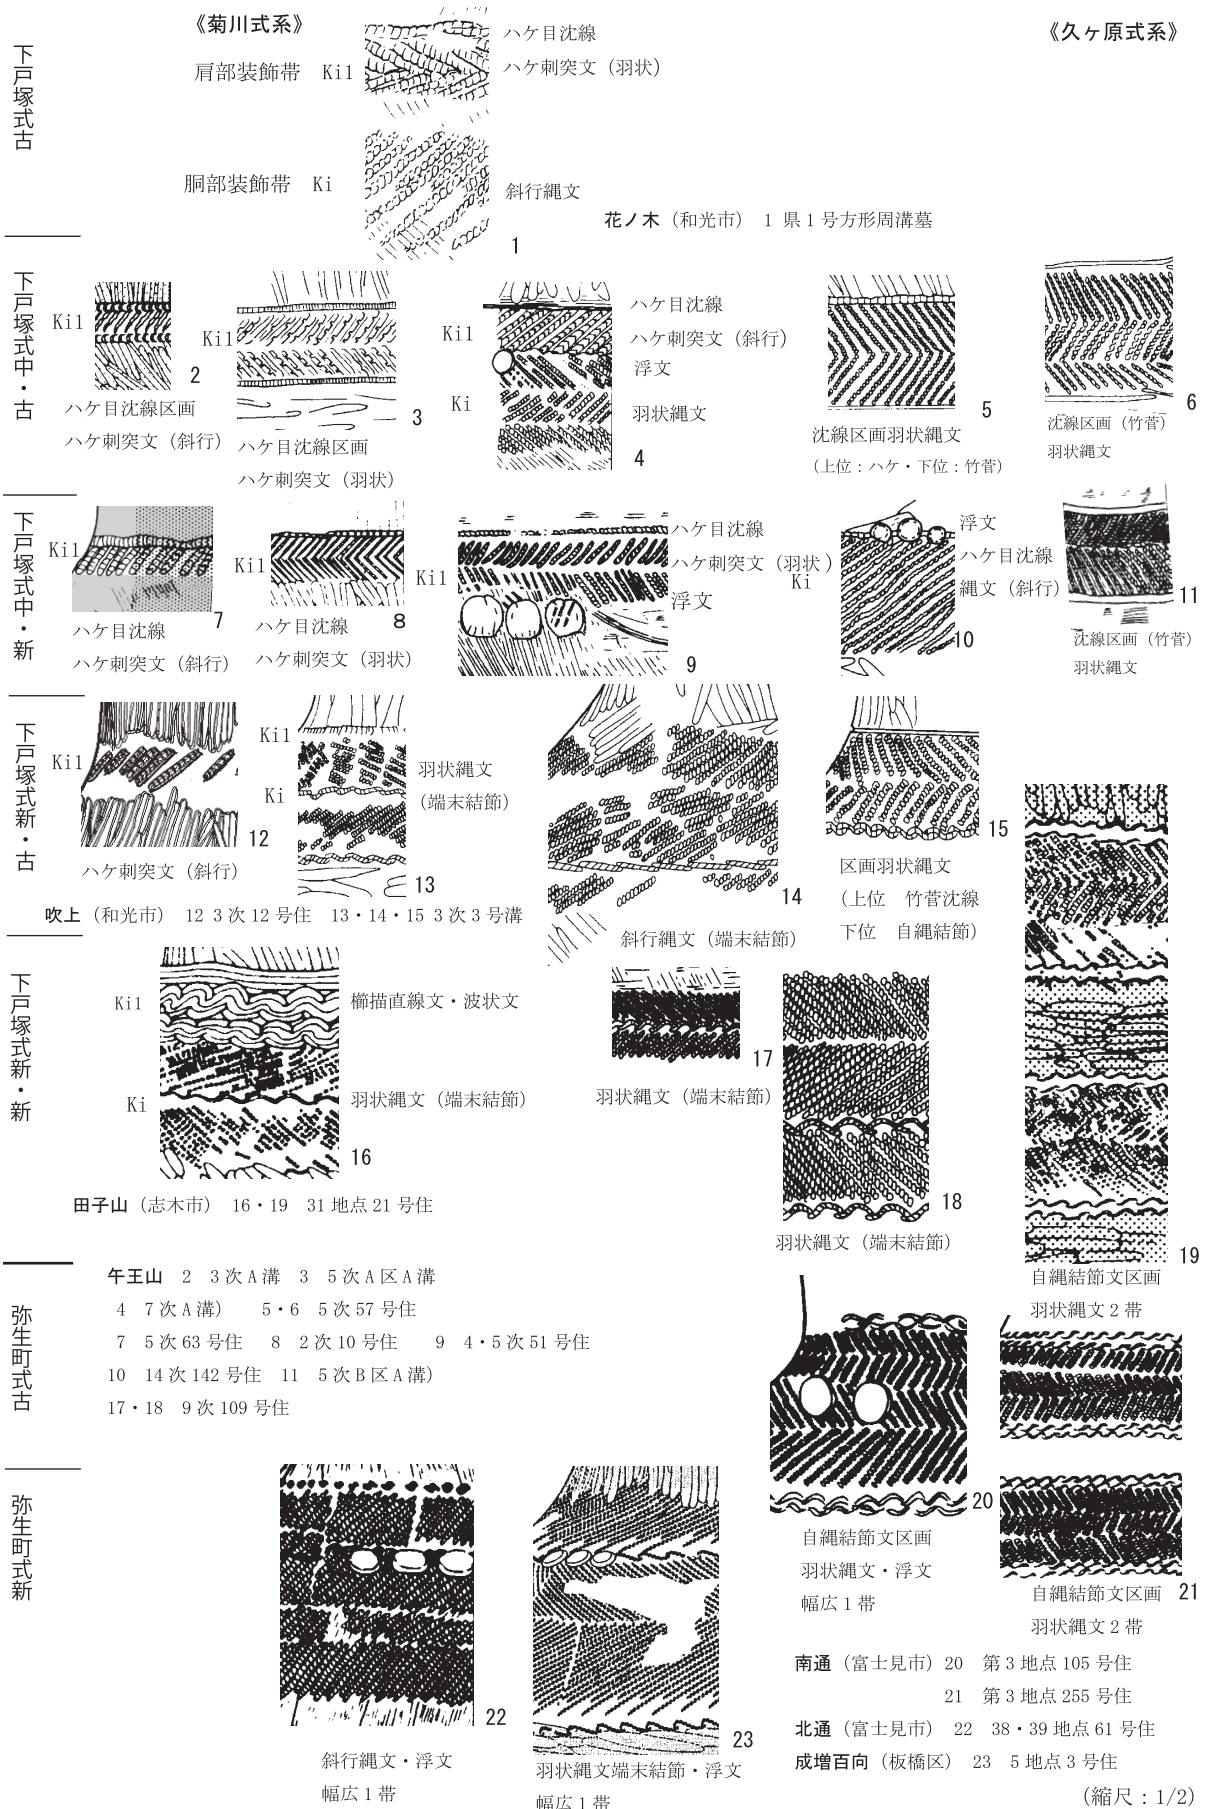 《菊川式系》
《久ヶ原式系》
下戸塚式古
肩部装飾帯 Ki1
ハケ目沈線
ハケ刺突文（羽状）
胴部装飾帯 Ki
斜行縄文
1
花ノ木（和光市） 1 県1号方形周溝墓
下戸塚式中・古
Ki1
2
ハケ目沈線区画
ハケ刺突文（斜行）
Ki1
3
ハケ目沈線区画
ハケ刺突文（羽状）
Ki1
Ki
ハケ目沈線
ハケ刺突文（斜行）
浮文
羽状縄文
4
5
沈線区画羽状縄文
（上位：ハケ・下位：竹菅）
6
沈線区画（竹菅）
羽状縄文
下戸塚式中・新
Ki1
7
ハケ目沈線
ハケ刺突文（斜行）
Ki1
8
ハケ目沈線
ハケ刺突文（羽状）
Ki1
ハケ目沈線
ハケ刺突文（羽状）
浮文
9
Ki
浮文
ハケ目沈線
縄文（斜行）
10
11
沈線区画（竹菅）
羽状縄文
下戸塚式新・古
Ki1
12
ハケ刺突文（斜行）
Ki1
Ki
羽状縄文
（端末結節）
13
14
斜行縄文（端末結節）
15
区画羽状縄文
（上位 竹菅沈線
下位 自縄結節）
吹上（和光市） 12 3次12号住 13・14・15 3次3号溝
下戸塚式新・新
Ki1
櫛描直線文・波状文
Ki
羽状縄文（端末結節）
16
17
羽状縄文（端末結節）
18
羽状縄文（端末結節）
19
自縄結節文区画
羽状縄文2帯
田子山（志木市） 16・19 31地点21号住
弥生町式古
午王山 2 3次A溝 3 5次A区A溝
4 7次A溝） 5・6 5次57号住
7 5次63号住 8 2次10号住 9 4・5次51号住
10 14次142号住 11 5次B区A溝）
17・18 9次109号住
20
自縄結節文区画
羽状縄文・浮文
幅広1帯
21
自縄結節文区画
羽状縄文2帯
弥生町式新
22
斜行縄文・浮文
幅広1帯
23
羽状縄文端末結節・浮文
幅広1帯
南通（富士見市）20 第3地点105号住
21 第3地点255号住
北通（富士見市） 22 38・39地点61号住
成増百向（板橋区） 23 5地点3号住
（縮尺：1/2）